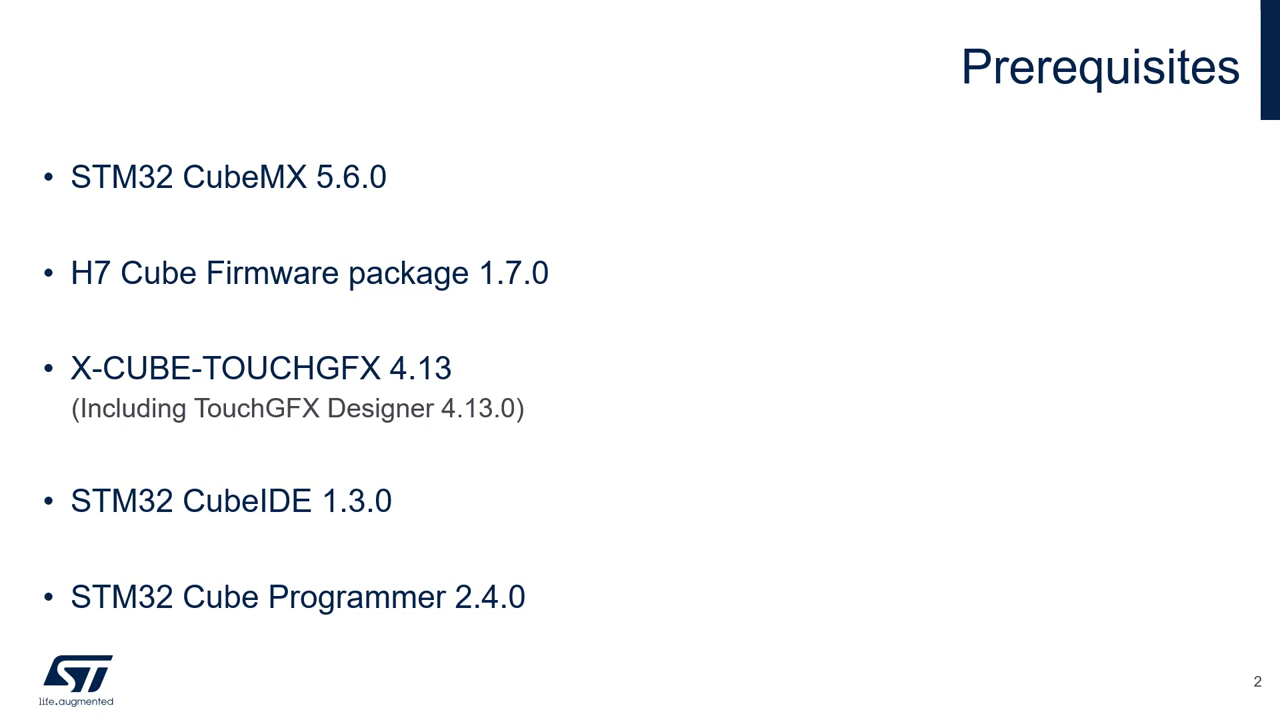 Prerequisites
• STM32 CubeMX 5.6.0
• H7 Cube Firmware package 1.7.0
• X-CUBE-TOUCHGFX 4.13
(Including TouchGFX Designer 4.13.0)
• STM32 CubeIDE 1.3.0
• STM32 Cube Programmer 2.4.0
ST
life.augmented
2